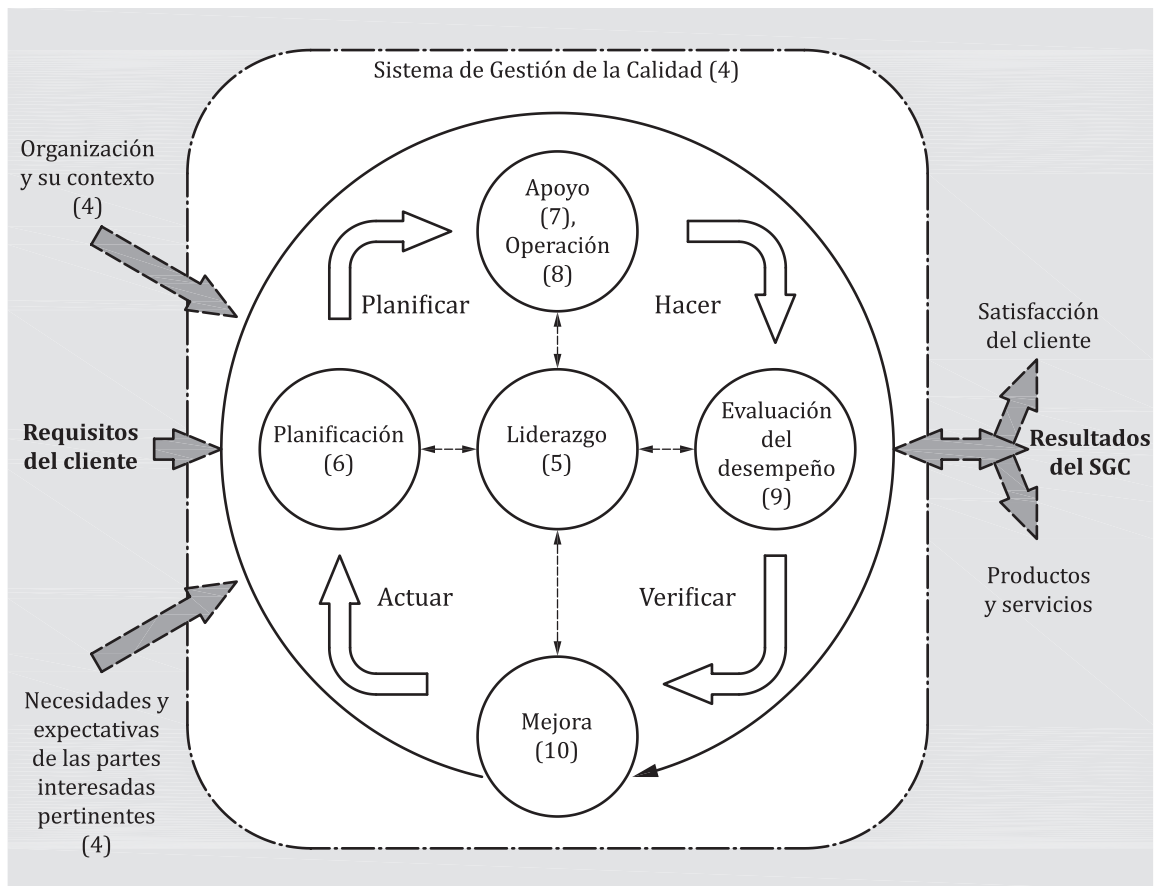 Sistema de Gestión de la Calidad (4)
Organización
y su contexto
(4)
Apoyo
(7),
Operación
(8)
Planificar
Hacer
Satisfacción
del cliente
Requisitos
del cliente
Planificación
(6)
Liderazgo
(5)
Evaluación
del
desempeño
(9)
Resultados
del SGC
Actuar
Verificar
Productos
y servicios
Necesidades y
expectativas
de las partes
interesadas
pertinentes
(4)
Mejora
(10)